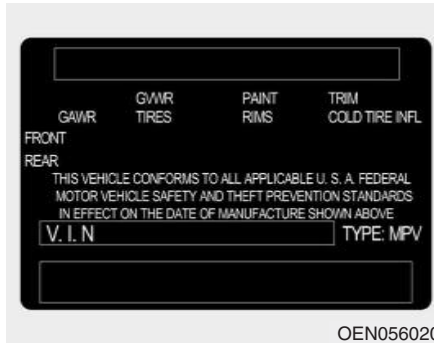 GVWR PAINT TRIM
GAWR TIRES RIMS COLD TIRE INFL
FRONT
REAR
THIS VEHICLE CONFORMS TO ALL APPLICABLE U. S. A. FEDERAL
MOTOR VEHICLE SAFETY AND THEFT PREVENTION STANDARDS
IN EFFECT ON THE DATE OF MANUFACTURE SHOWN ABOVE
V. I. N TYPE: MPV
OEN056020